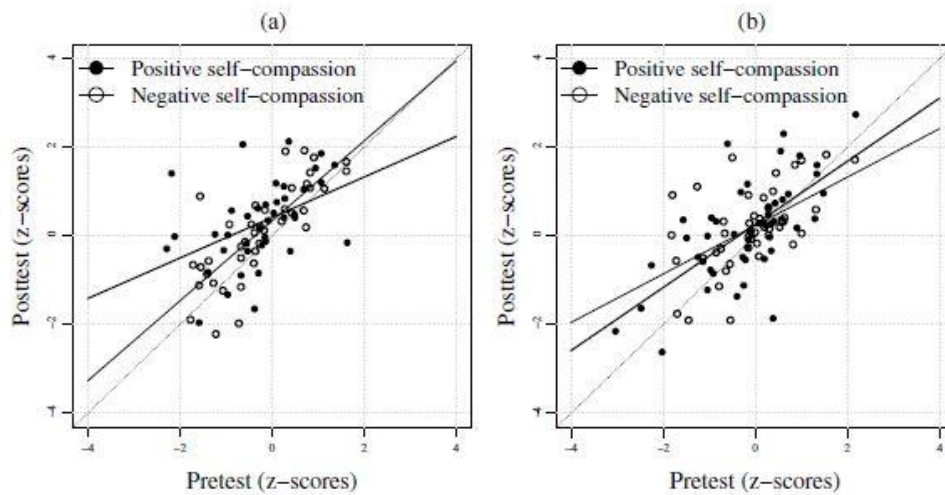 (a)
Posttest (z−scores)
4
2
0
−2
−4
Positive self−compassion
Negative self−compassion
−4 −2 0 2 4
Pretest (z−scores)
(b)
Posttest (z−scores)
4
2
0
−2
−4
Positive self−compassion
Negative self−compassion
−4 −2 0 2 4
Pretest (z−scores)